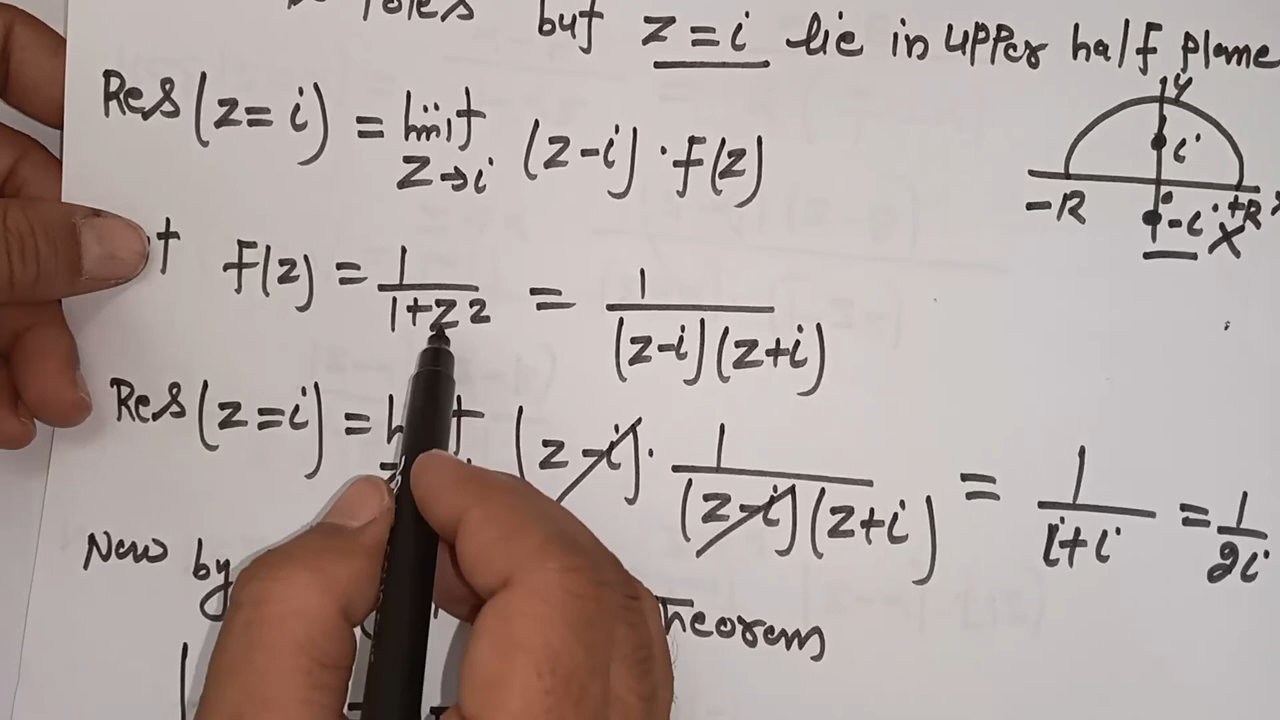 Poles but z = i lie in upper half plane
Res(z=i) = limit (z-i) · f(z)
z→i
y
i
-R
-i
+R
x
f(z) = 1/(1+z²) = 1/((z-i)(z+i))
Res(z=i) = (z-i) · 1/((z-i)(z+i)) = 1/(i+i) = 1/2i
Now by Theorem